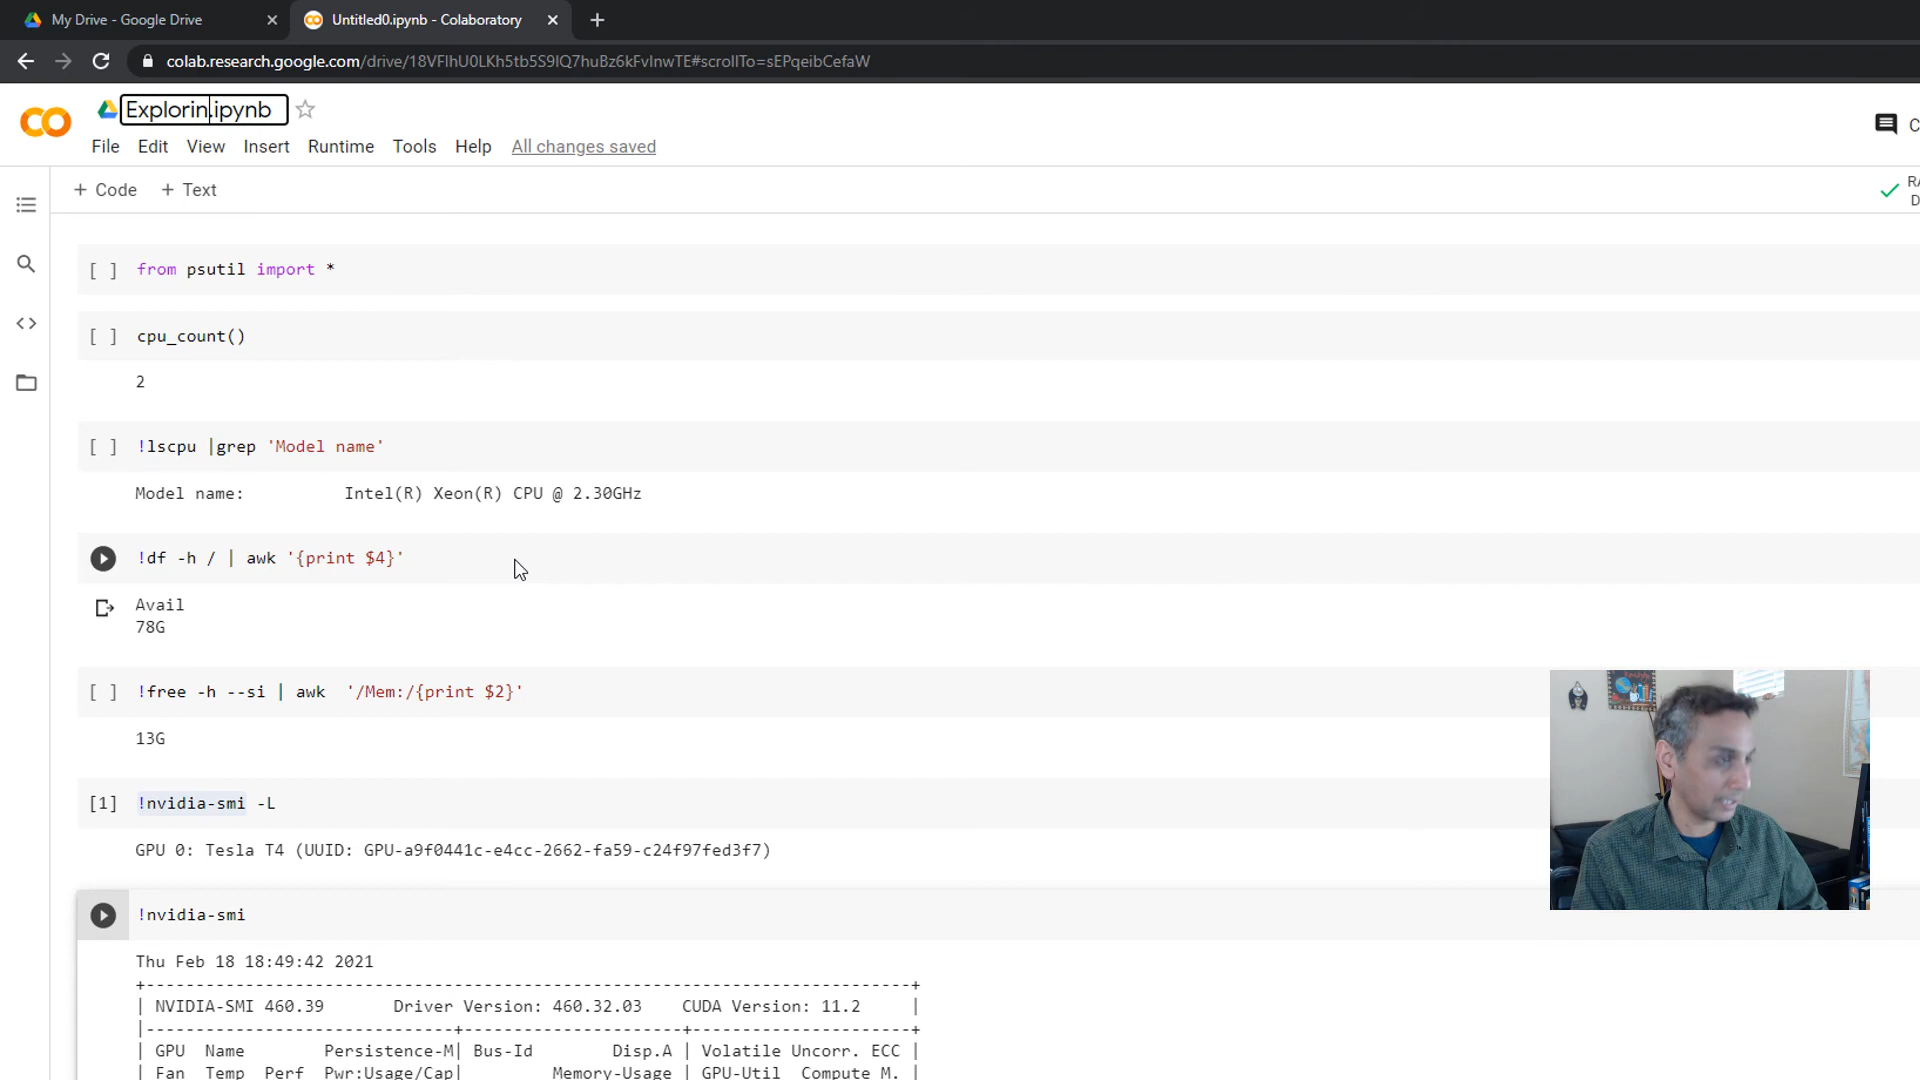 My Drive - Google Drive
Untitled0.ipynb - Colaboratory
colab.research.google.com/drive/18VFlhU0LKh5tb5S9IQ7huBz6kFvInwTE#scrollTo=sEPqeibCefaW
Explorin.ipynb
File Edit View Insert Runtime Tools Help All changes saved
+ Code + Text
[ ] from psutil import *
[ ] cpu_count()
2
[ ] !lscpu |grep 'Model name'
Model name: Intel(R) Xeon(R) CPU @ 2.30GHz
!df -h / | awk '{print $4}'
Avail
78G
[ ] !free -h --si | awk '/Mem:/{print $2}'
13G
[1] !nvidia-smi -L
GPU 0: Tesla T4 (UUID: GPU-a9f0441c-e4cc-2662-fa59-c24f97fed3f7)
!nvidia-smi
Thu Feb 18 18:49:42 2021
+-----------------------------------------------------------------------------+
| NVIDIA-SMI 460.39 Driver Version: 460.32.03 CUDA Version: 11.2 |
|-------------------------------+----------------------+----------------------+
| GPU Name Persistence-M| Bus-Id Disp.A | Volatile Uncorr. ECC |
| Fan Temp Perf Pwr:Usage/Cap| Memory-Usage | GPU-Util Compute M. |